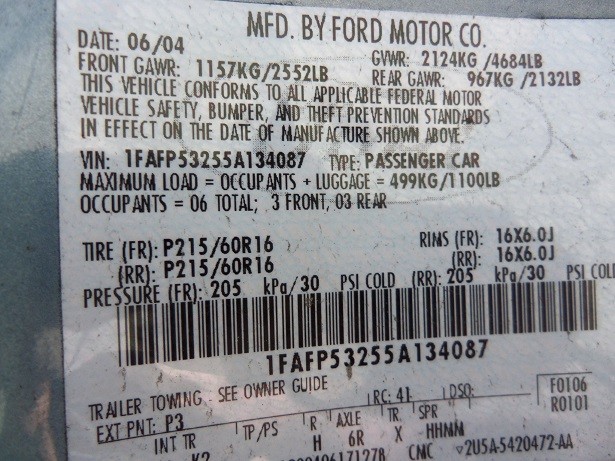 MFD. BY FORD MOTOR CO.
DATE: 06/04 GVWR: 2124KG /4684LB
FRONT GAWR: 1157KG/2552LB REAR GAWR: 967KG /2132LB
THIS VEHICLE CONFORMS TO ALL APPLICABLE FEDERAL MOTOR
VEHICLE SAFETY, BUMPER, AND THEFT PREVENTION STANDARDS
IN EFFECT ON THE DATE OF MANUFACTURE SHOWN ABOVE.
VIN: 1FAFP53255A134087 TYPE: PASSENGER CAR
MAXIMUM LOAD = OCCUPANTS + LUGGAGE = 499KG/1100LB
OCCUPANTS = 06 TOTAL; 3 FRONT, 03 REAR
TIRE (FR): P215/60R16 RIMS (FR): 16X6.0J
(RR): P215/60R16 (RR): 16X6.0J
PRESSURE (FR): 205 kPa/30 PSI COLD (RR): 205 kPa/30 PSI COLD
1FAFP53255A134087
TRAILER TOWING - SEE OWNER GUIDE
RC: 41 DSO: F0106
EXT PNT: P3 R0101
INT TR TP/PS R AXLE TR SPR
K2 H 6R X HHMM
CMC 2U5A-5420472-AA